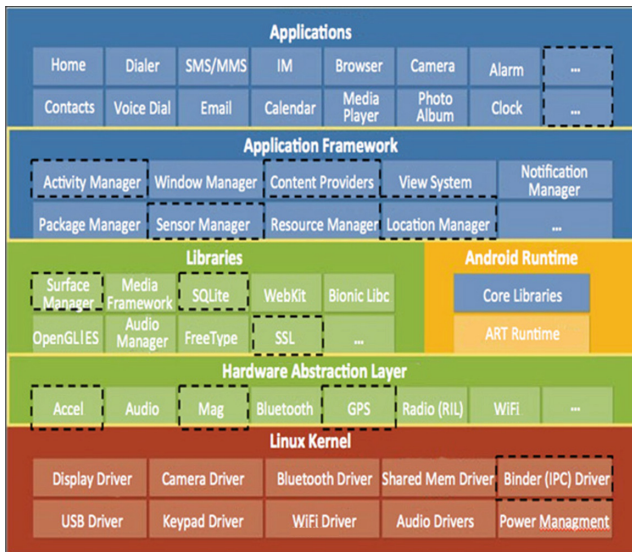 Applications
Home Dialer SMS/MMS IM Browser Camera Alarm ...
Contacts Voice Dial Email Calendar Media Player Photo Album Clock ...
Application Framework
Activity Manager Window Manager Content Providers View System Notification Manager
Package Manager Sensor Manager Resource Manager Location Manager ...
Libraries
Surface Manager Media Framework SQLite WebKit Bionic Libc
OpenGL|ES Audio Manager FreeType SSL ...
Android Runtime
Core Libraries
ART Runtime
Hardware Abstraction Layer
Accel Audio Mag Bluetooth GPS Radio (RIL) WiFi ...
Linux Kernel
Display Driver Camera Driver Bluetooth Driver Shared Mem Driver Binder (IPC) Driver
USB Driver Keypad Driver WiFi Driver Audio Drivers Power Managment